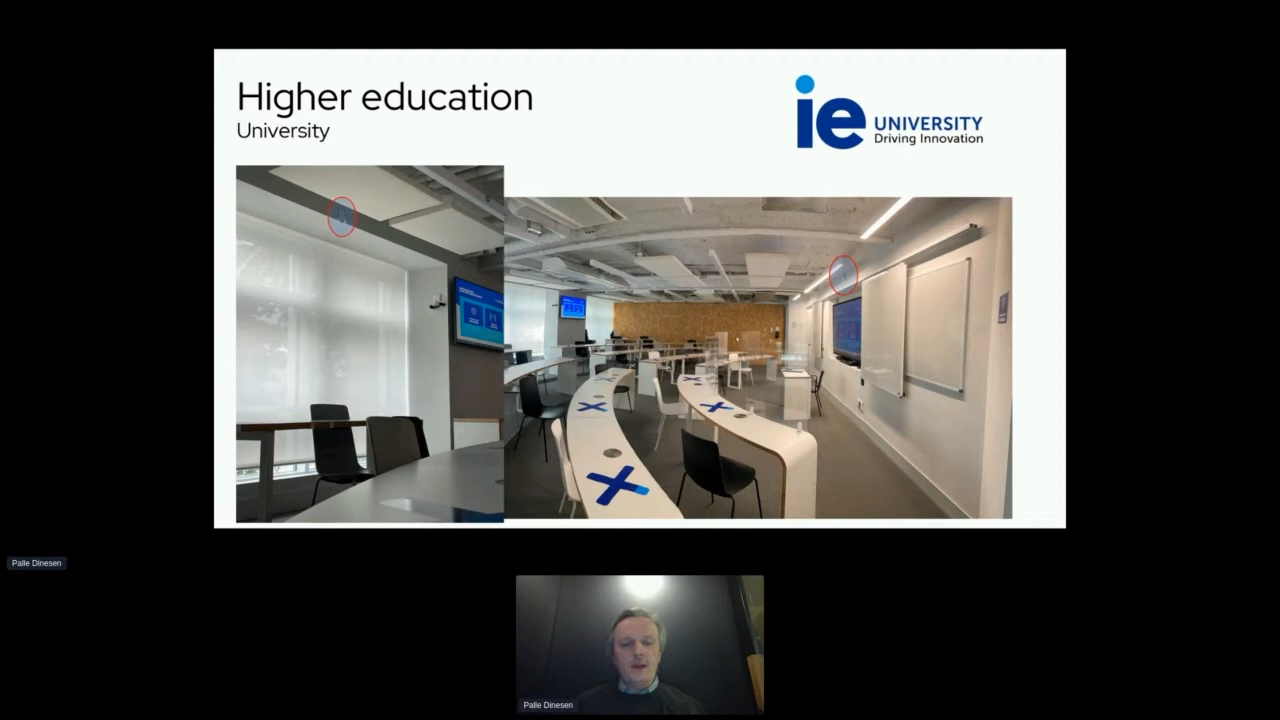 Higher education
University
ie UNIVERSITY
Driving Innovation
Palle Dinesen
Palle Dinesen